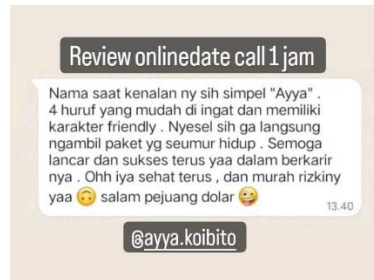 Review onlinedate call 1 jam
Nama saat kenalan ny sih simpel "Ayya" .
4 huruf yang mudah di ingat dan memiliki
karakter friendly . Nyesel sih ga langsung
ngambil paket yg seumur hidup . Semoga
lancar dan sukses terus yaa dalam berkarir
nya . Ohh iya sehat terus , dan murah rizkiny
yaa 🙃 salam pejuang dolar 🤪
13.40
@ayya.koibito